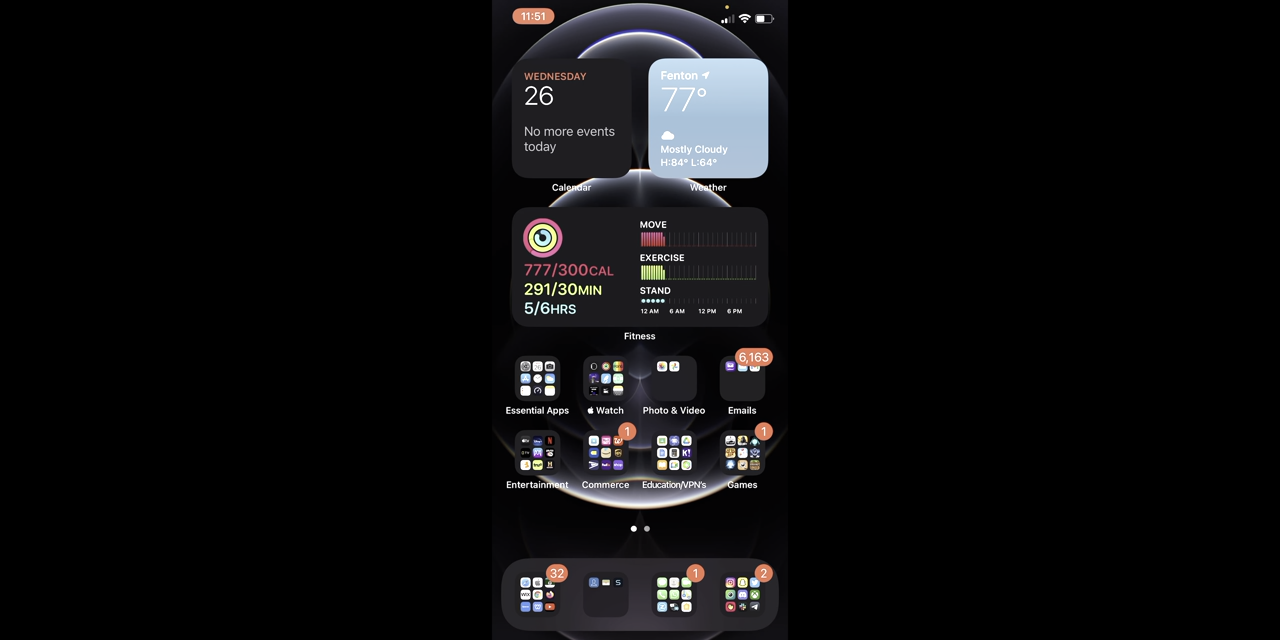 11:51
WEDNESDAY
26
No more events
today
Calendar
Fenton
77°
Mostly Cloudy
H:84° L:64°
Weather
777/300CAL
291/30MIN
5/6HRS
MOVE
EXERCISE
STAND
12 AM 6 AM 12 PM 6 PM
Fitness
6,163
Essential Apps
Watch
Photo & Video
Emails
1
1
Entertainment
Commerce
Education/VPN's
Games
32
1
2